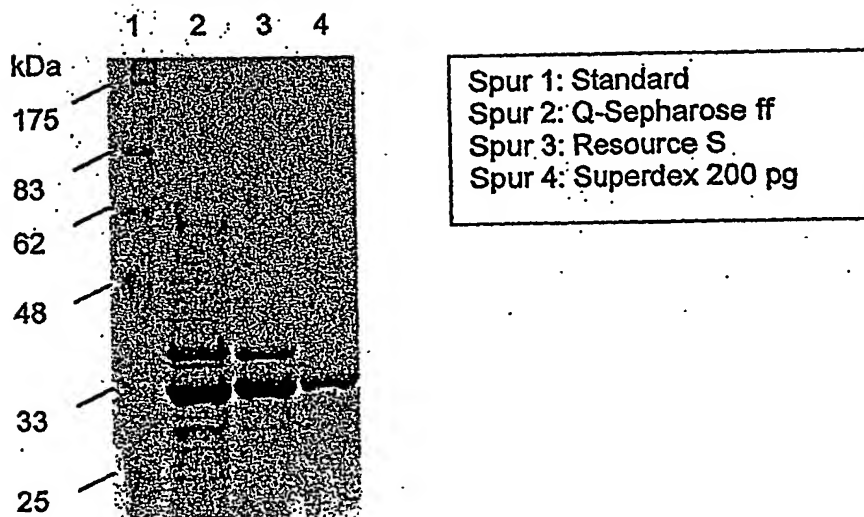 1 2 3 4
kDa
175
83
62
48
33
25
Spur 1: Standard
Spur 2: Q-Sepharose ff
Spur 3: Resource S
Spur 4: Superdex 200 pg